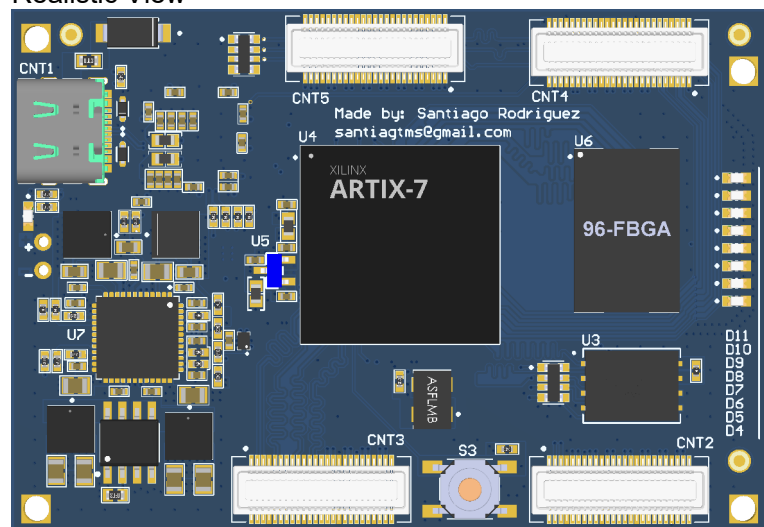 Realistic View
CNT1
CNT5
CNT4
Made by: Santiago Rodriguez
santiagtms@gmail.com
U4
U6
XILINX
ARTIX-7
96-FBGA
U5
+
-
U7
U3
D11
D10
D9
D8
D7
D6
D5
D4
ASFLMB
CNT3
S3
CNT2